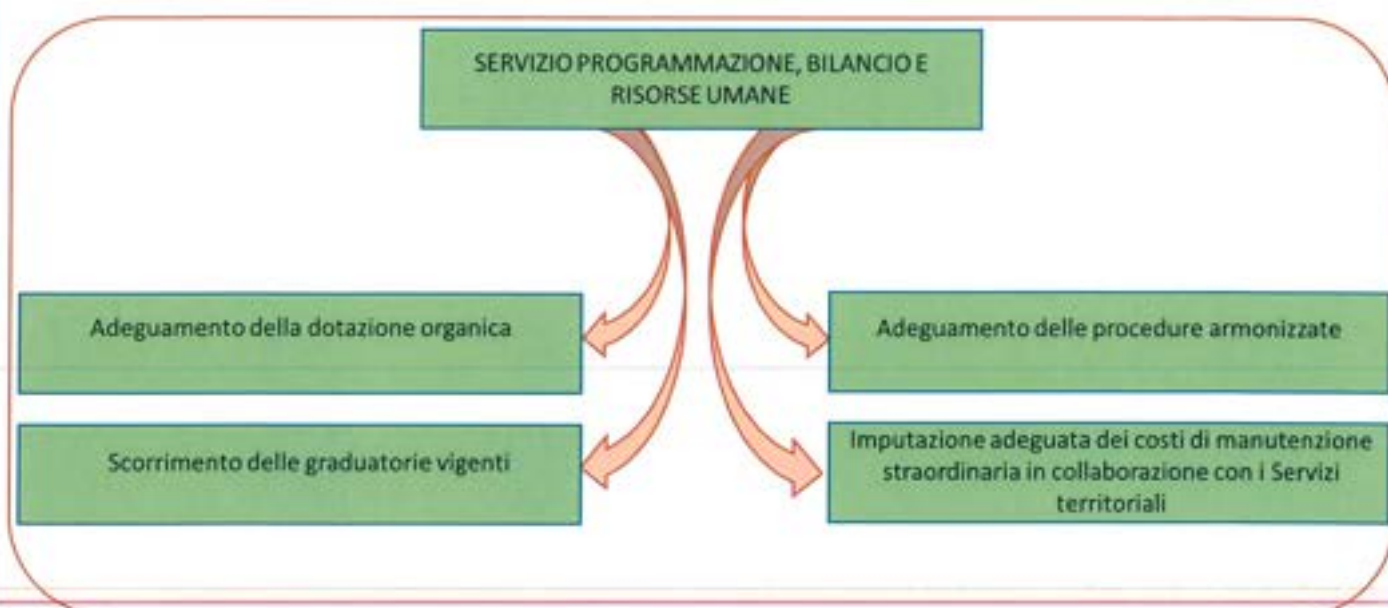 SERVIZIO PROGRAMMAZIONE, BILANCIO E
RISORSE UMANE
Adeguamento della dotazione organica
Adeguamento delle procedure armonizzate
Scorrimento delle graduatorie vigenti
Imputazione adeguata dei costi di manutenzione
straordinaria in collaborazione con i Servizi
territoriali